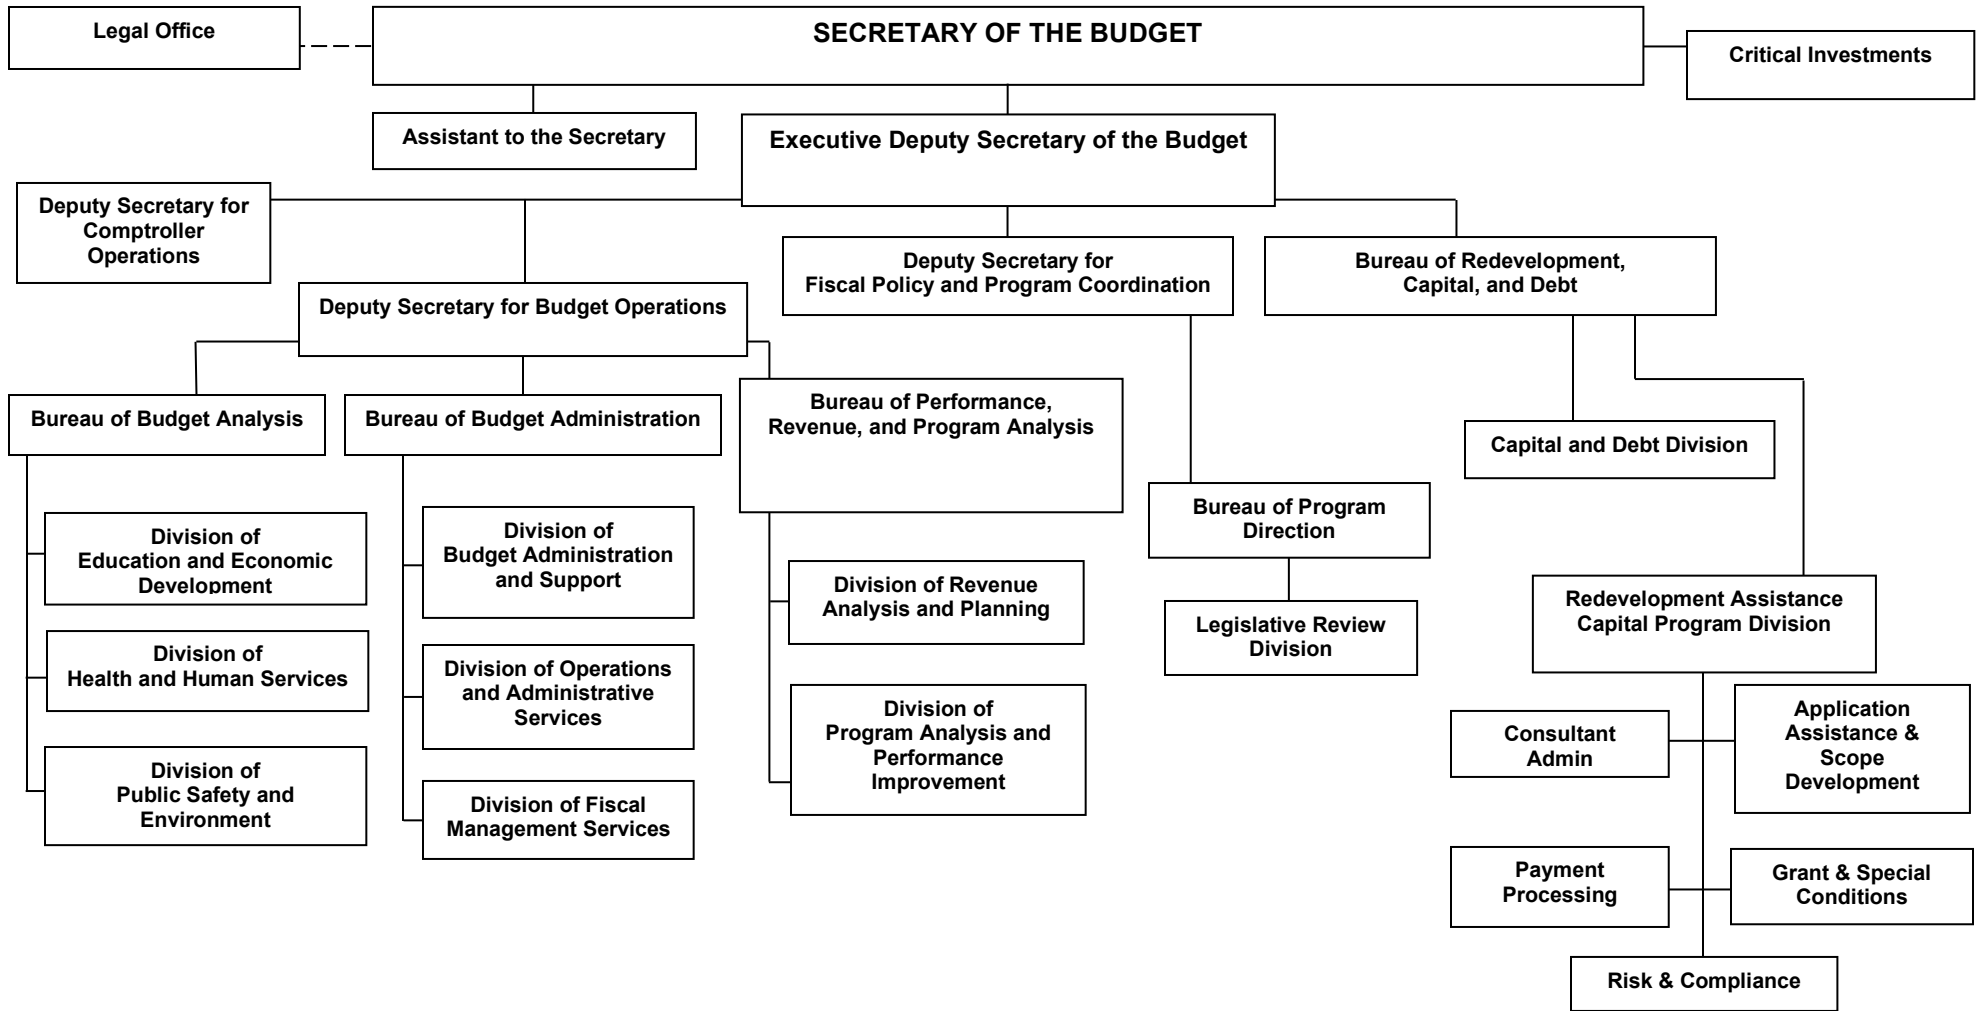 Legal Office
SECRETARY OF THE BUDGET
Critical Investments
Assistant to the Secretary
Executive Deputy Secretary of the Budget
Deputy Secretary for
Comptroller
Operations
Deputy Secretary for
Fiscal Policy and Program Coordination
Bureau of Redevelopment,
Capital, and Debt
Deputy Secretary for Budget Operations
Bureau of Budget Analysis
Bureau of Budget Administration
Bureau of Performance,
Revenue, and Program Analysis
Capital and Debt Division
Bureau of Program
Direction
Division of
Education and Economic
Development
Division of
Budget Administration
and Support
Division of Revenue
Analysis and Planning
Legislative Review
Division
Redevelopment Assistance
Capital Program Division
Division of
Health and Human Services
Division of Operations
and Administrative
Services
Division of
Program Analysis and
Performance
Improvement
Consultant
Admin
Application
Assistance &
Scope
Development
Division of
Public Safety and
Environment
Division of Fiscal
Management Services
Payment
Processing
Grant & Special
Conditions
Risk & Compliance